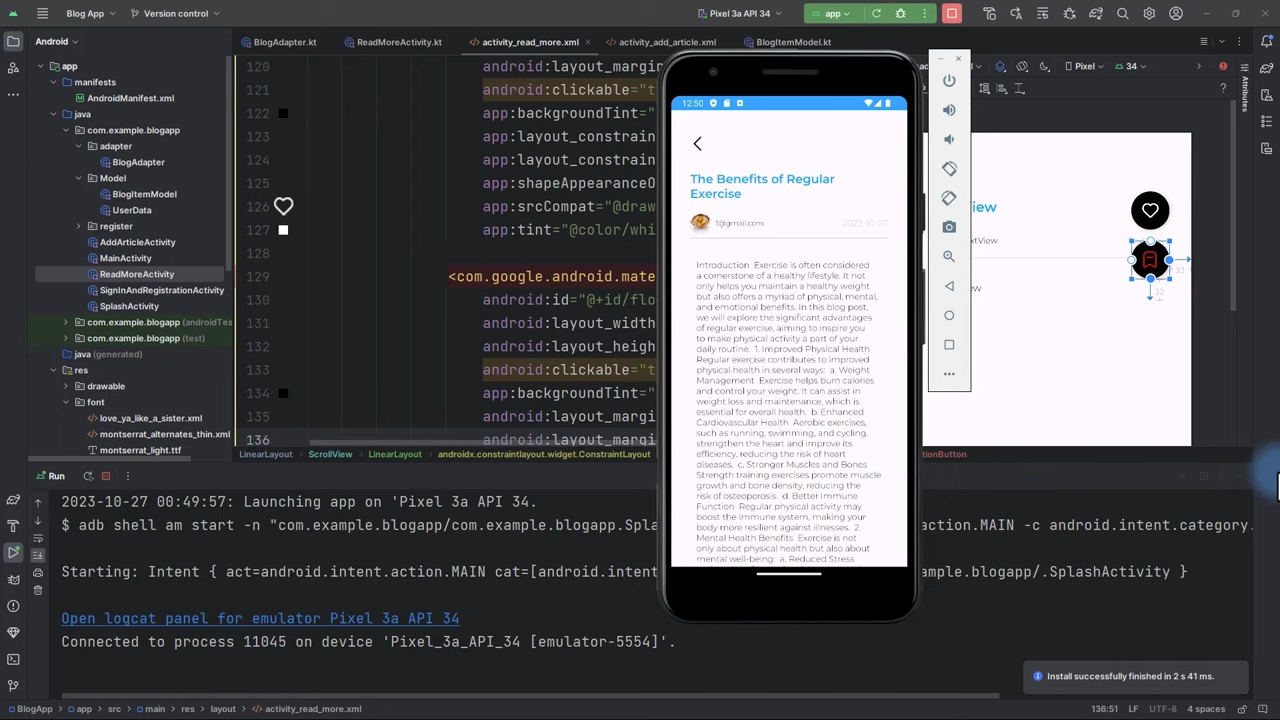 Blog App
Version control
Pixel 3a API 34
app
Android
BlogAdapter.kt
ReadMoreActivity.kt
activity_read_more.xml
activity_add_article.xml
BlogItemModel.kt
app
manifests
AndroidManifest.xml
java
com.example.blogapp
adapter
BlogAdapter
Model
BlogItemModel
UserData
register
AddArticleActivity
MainActivity
ReadMoreActivity
SignInAndRegistrationActivity
SplashActivity
com.example.blogapp (androidTes
com.example.blogapp (test)
java (generated)
res
drawable
font
love_ya_like_a_sister.xml
montserrat_alternates_thin.xml
montserrat_light.ttf
120 android:layout_margin
121 android:clickable="t
122 app:backgroundTint="
123 app:layout_constrain
124 app:layout_constrain
125 app:shapeAppearanceO
126 app:srcCompat="@draw
127 app:tint="@color/whi
128
129 <com.google.android.mate
130 android:id="@+id/flo
131 android:layout_width
132 android:layout_heigh
133 android:clickable="t
134 app:backgroundTint="
135 android:layout_margi
136 android:layout_marg
LinearLayout
ScrollView
LinearLayout
androidx.constraintlayout.widget.ConstraintLayout
ctionButton
12:50
The Benefits of Regular
Exercise
1@gmail.com
2023-10-27
Introduction Exercise is often considered
a cornerstone of a healthy lifestyle. It not
only helps you maintain a healthy weight
but also offers a myriad of physical, mental,
and emotional benefits. In this blog post,
we will explore the significant advantages
of regular exercise, aiming to inspire you
to make physical activity a part of your
daily routine. 1. Improved Physical Health
Regular exercise contributes to improved
physical health in several ways: a. Weight
Management Exercise helps burn calories
and control your weight. It can assist in
weight loss and maintenance, which is
essential for overall health. b. Enhanced
Cardiovascular Health Aerobic exercises,
such as running, swimming, and cycling,
strengthen the heart and improve its
efficiency, reducing the risk of heart
diseases. c. Stronger Muscles and Bones
Strength training exercises promote muscle
growth and bone density, reducing the
risk of osteoporosis. d. Better Immune
Function Regular physical activity may
boost the immune system, making your
body more resilient against illnesses. 2.
Mental Health Benefits Exercise is not
only about physical health but also about
mental well-being: a. Reduced Stress
Pixel
34
Attributes
iew
xtView
ew
32
32
Run
2023-10-27 00:49:57: Launching app on 'Pixel 3a API 34.
$ adb shell am start -n "com.example.blogapp/com.example.blogapp.Spla
action.MAIN -c android.intent.category.
Starting: Intent { act=android.intent.action.MAIN cat=[android.intent
ample.blogapp/.SplashActivity }
Open logcat panel for emulator Pixel 3a API 34
Connected to process 11045 on device 'Pixel_3a_API_34 [emulator-5554]'.
Install successfully finished in 2 s 41 ms.
BlogApp
app
src
main
res
layout
activity_read_more.xml
136:51
LF
UTF-8
4 spaces